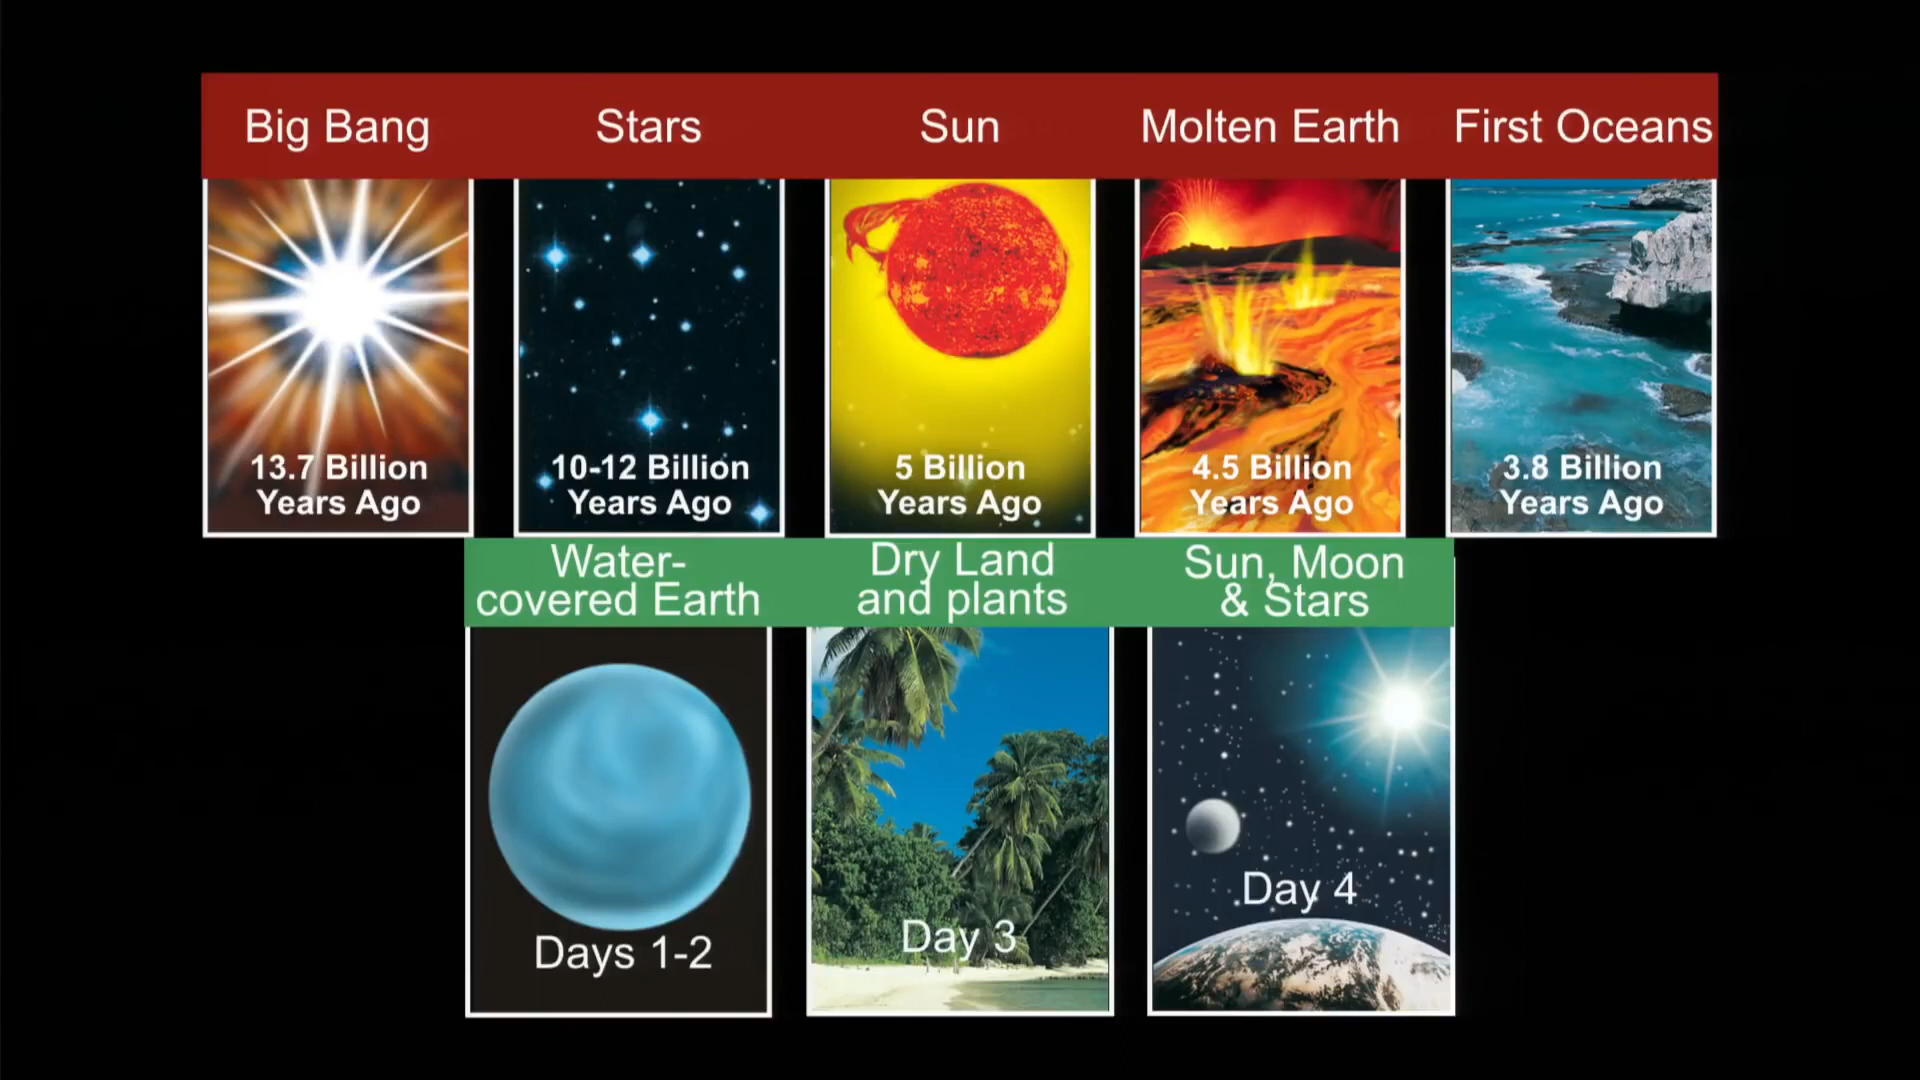 Big Bang
Stars
Sun
Molten Earth
First Oceans
13.7 Billion
Years Ago
10-12 Billion
Years Ago
5 Billion
Years Ago
4.5 Billion
Years Ago
3.8 Billion
Years Ago
Water-
covered Earth
Dry Land
and plants
Sun, Moon
& Stars
Days 1-2
Day 3
Day 4